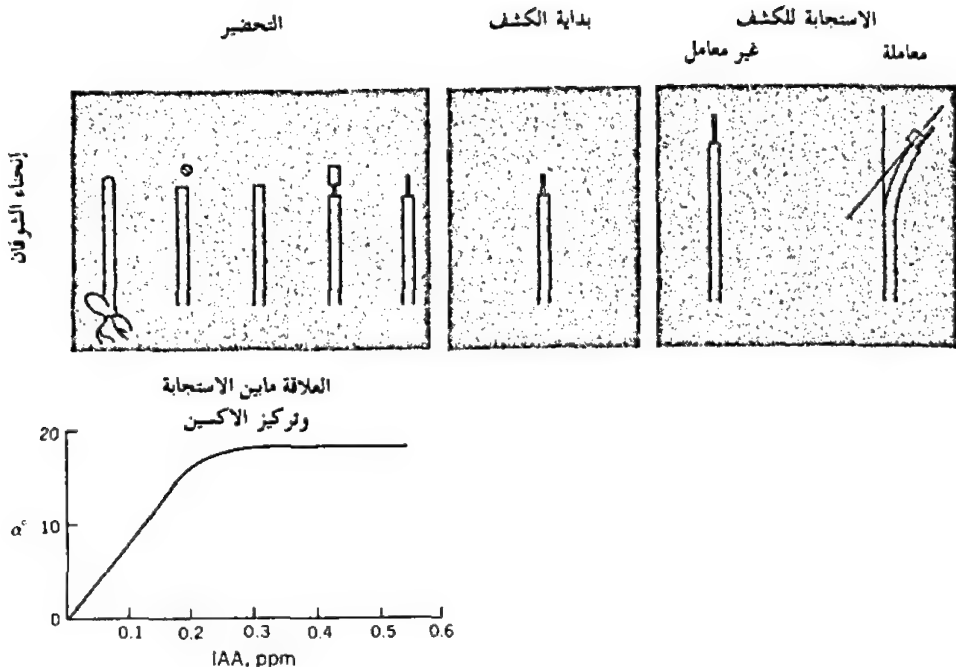 الاستجابة للكشف
بداية الكشف
التحضير
معاملة
غير معامل
إنحناء الشرفان
العلاقة مابين الاستجابة
وتركيز الاكسين
20
10
0
α°
0.1 0.2 0.3 0.4 0.5 0.6
IAA, ppm